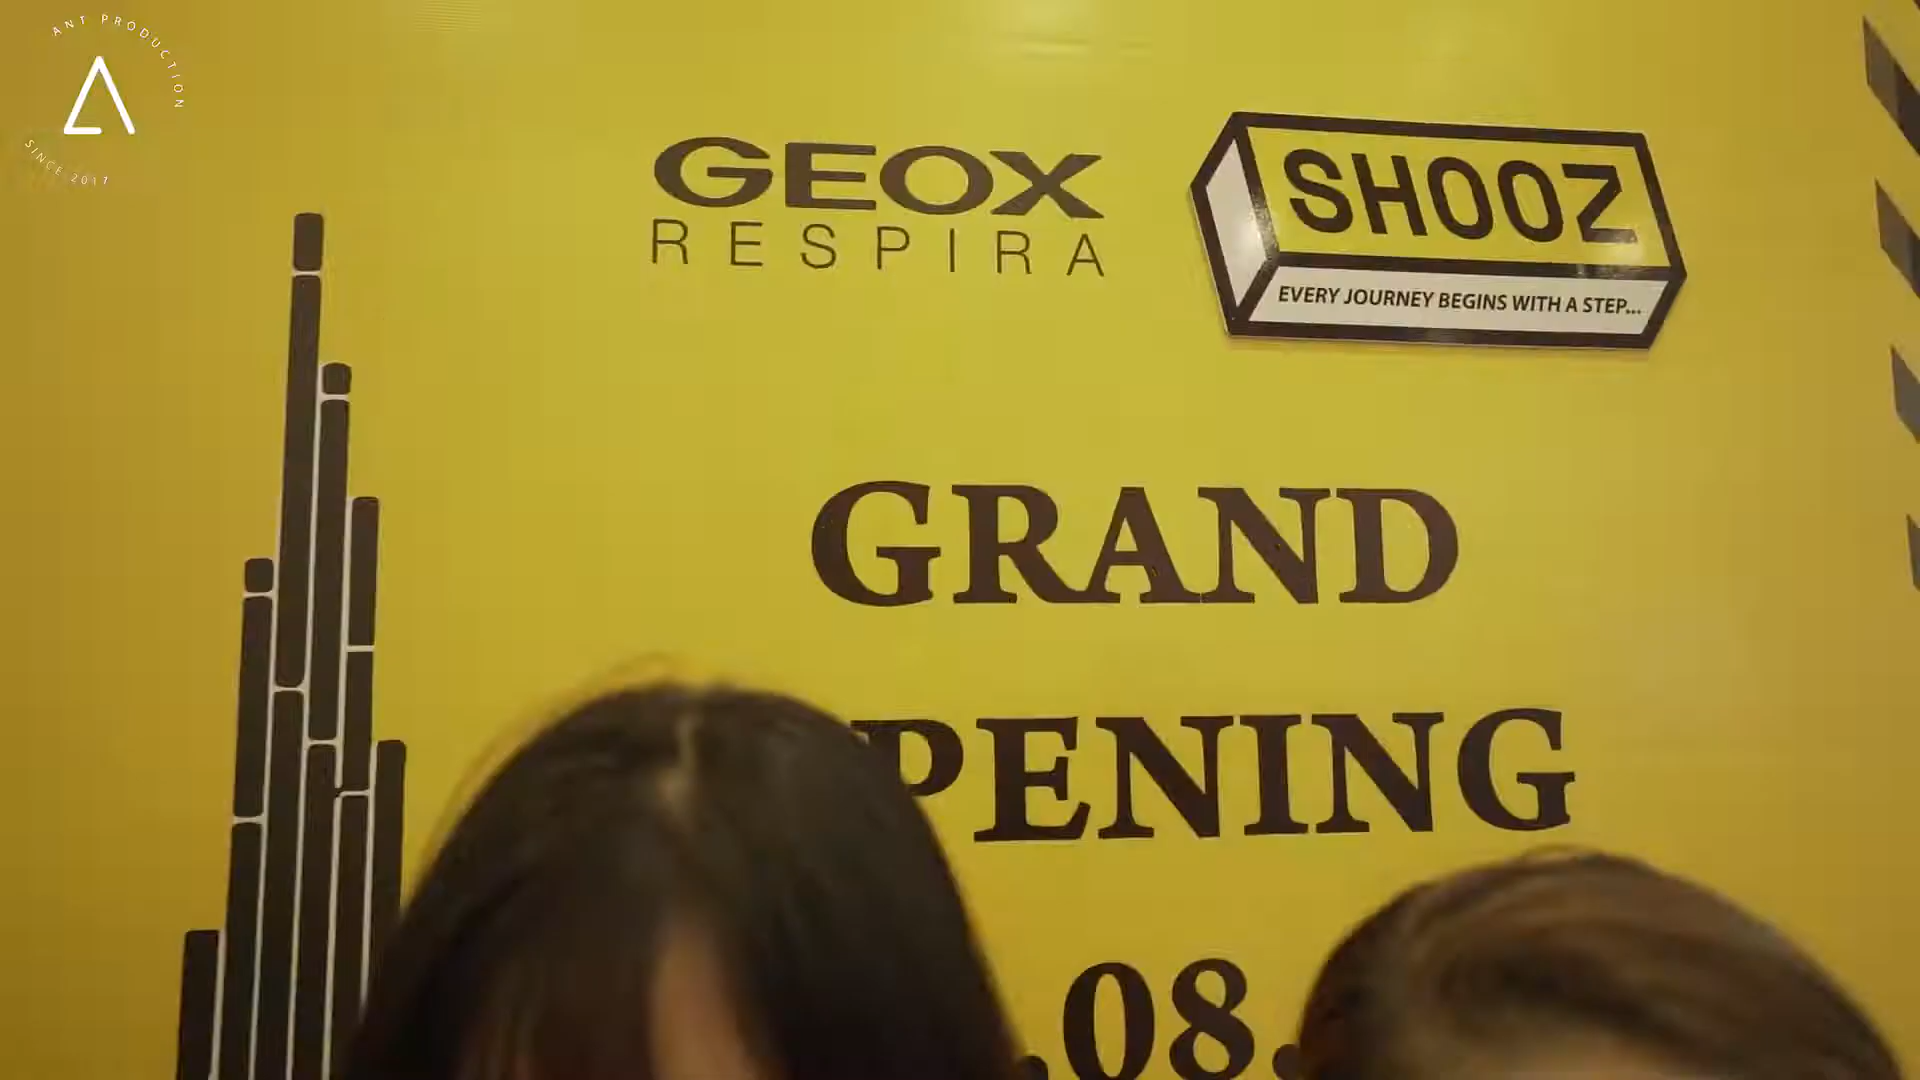 ANT PRODUCTION
SINCE 2017
GEOX
RESPIRA
SHOOZ
EVERY JOURNEY BEGINS WITH A STEP...
GRAND
PENING
.08.